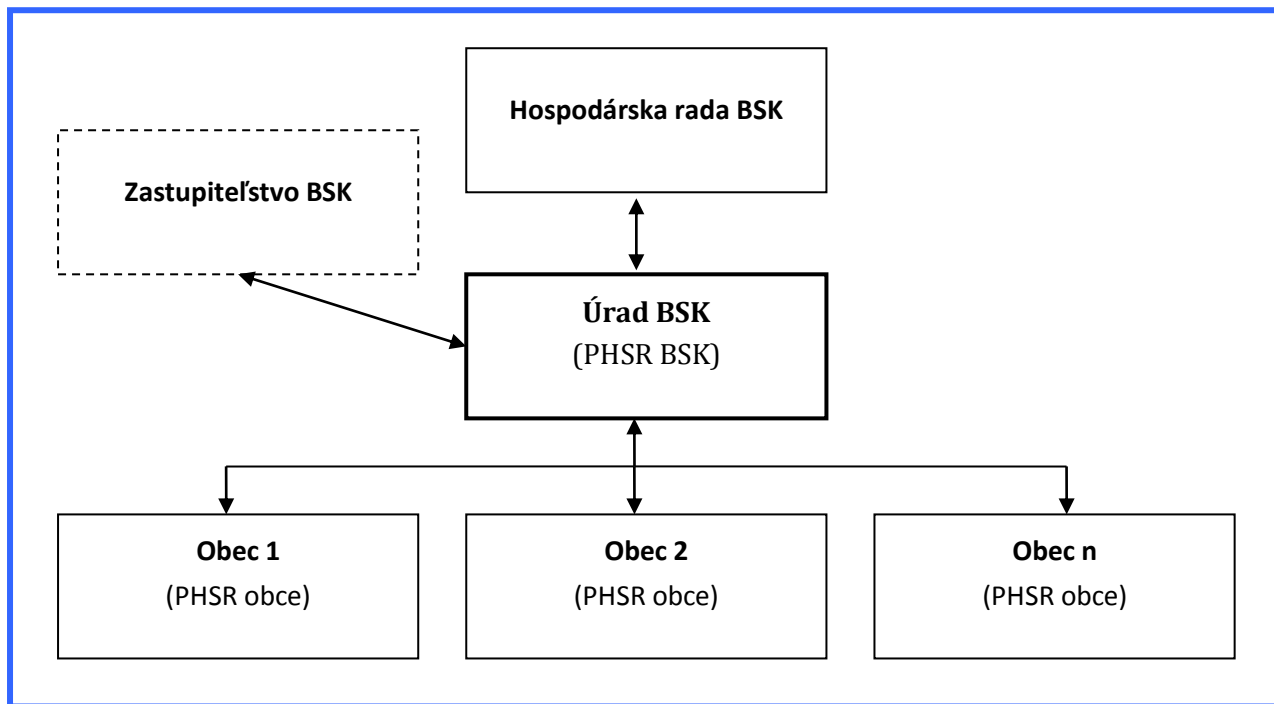 Hospodárska rada BSK
Zastupiteľstvo BSK
Úrad BSK
(PHSR BSK)
Obec 1
(PHSR obce)
Obec 2
(PHSR obce)
Obec n
(PHSR obce)